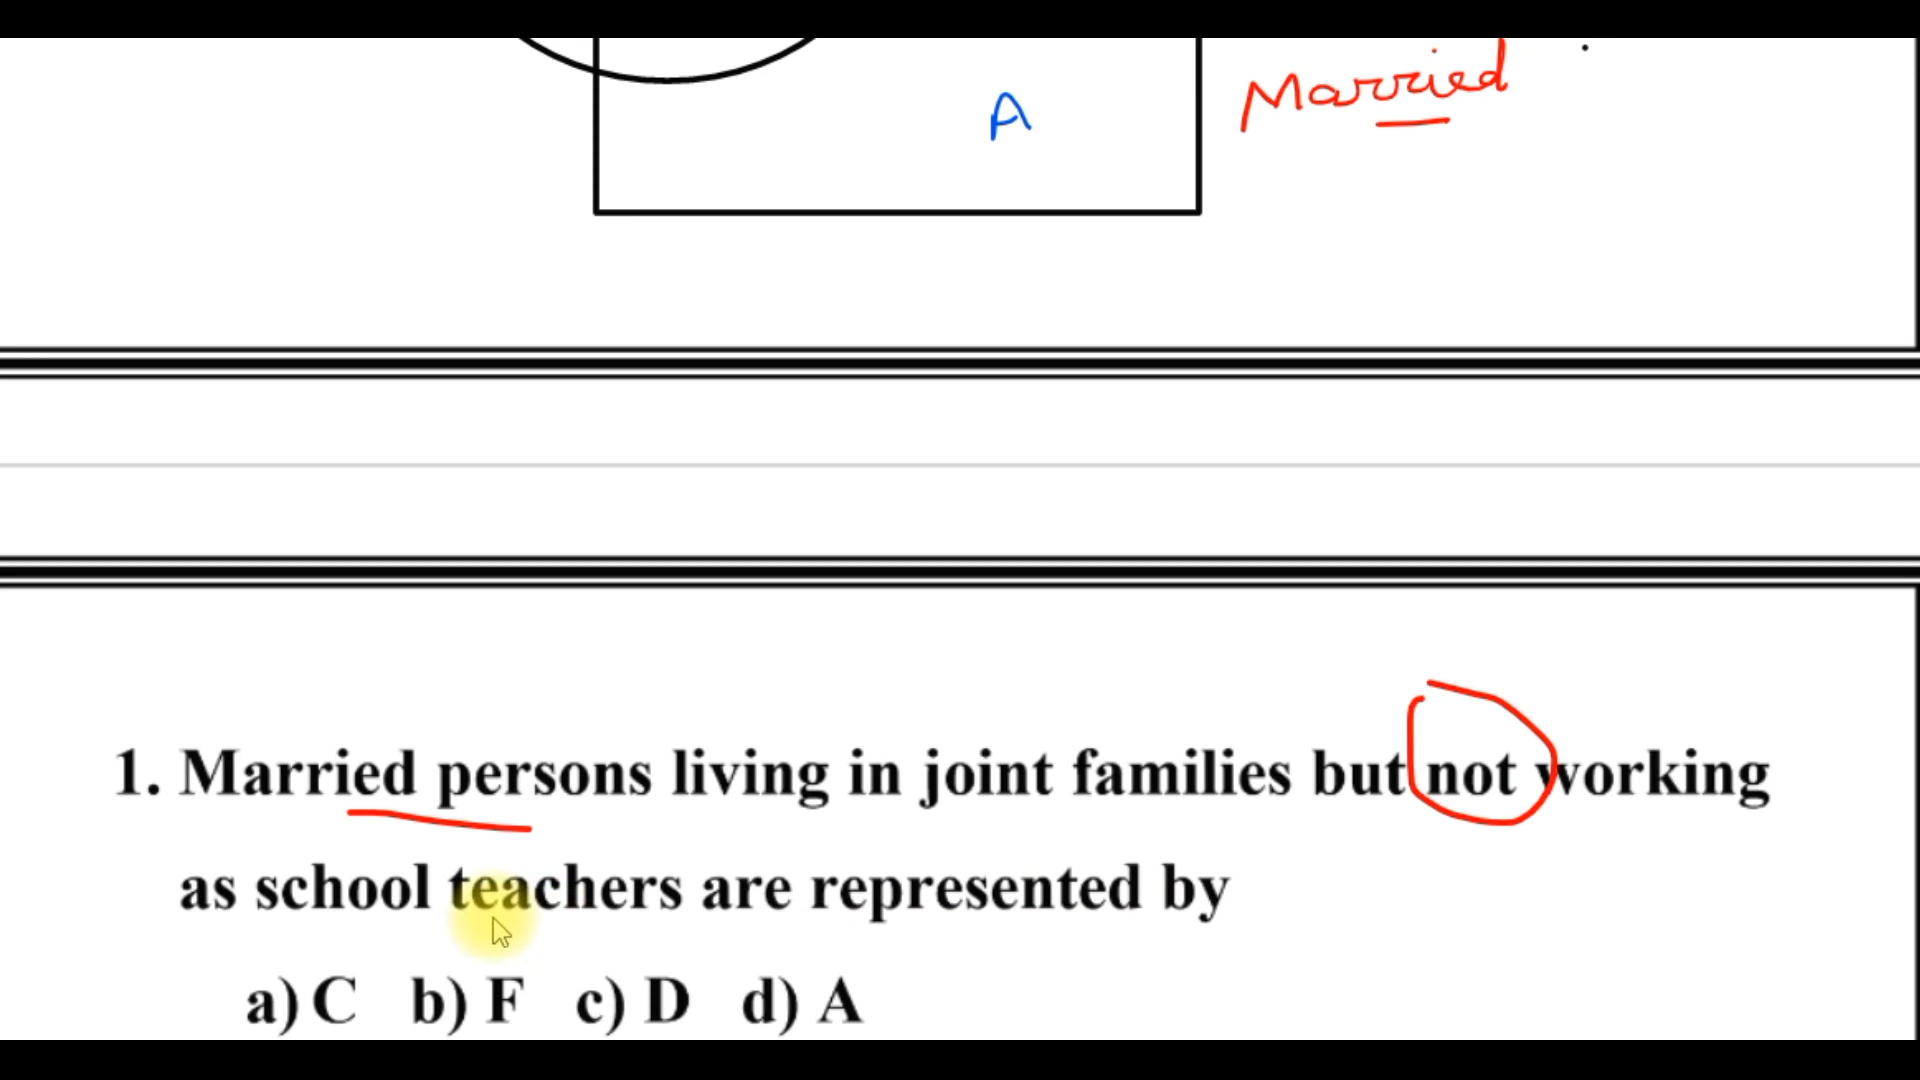 Married
A
1. Married persons living in joint families but not working
as school teachers are represented by
a) C b) F c) D d) A